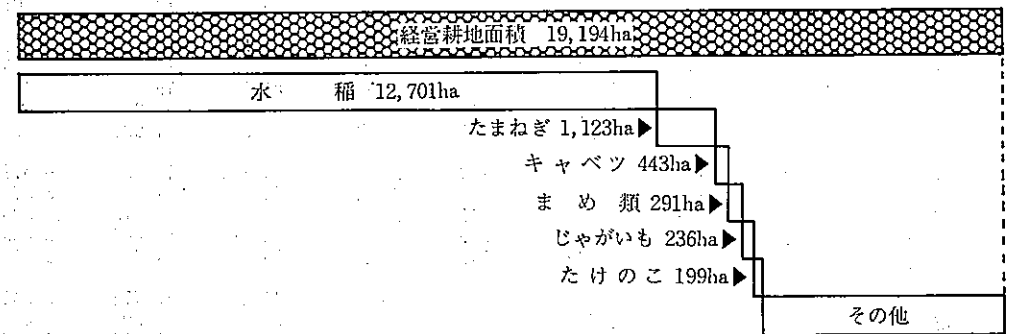 経営耕地面積 19,194ha
水 稲 12,701ha
たまねぎ 1,123ha▶
キャベツ 443ha▶
まめ類 291ha▶
じゃがいも 236ha▶
たけのこ 199ha▶
その他